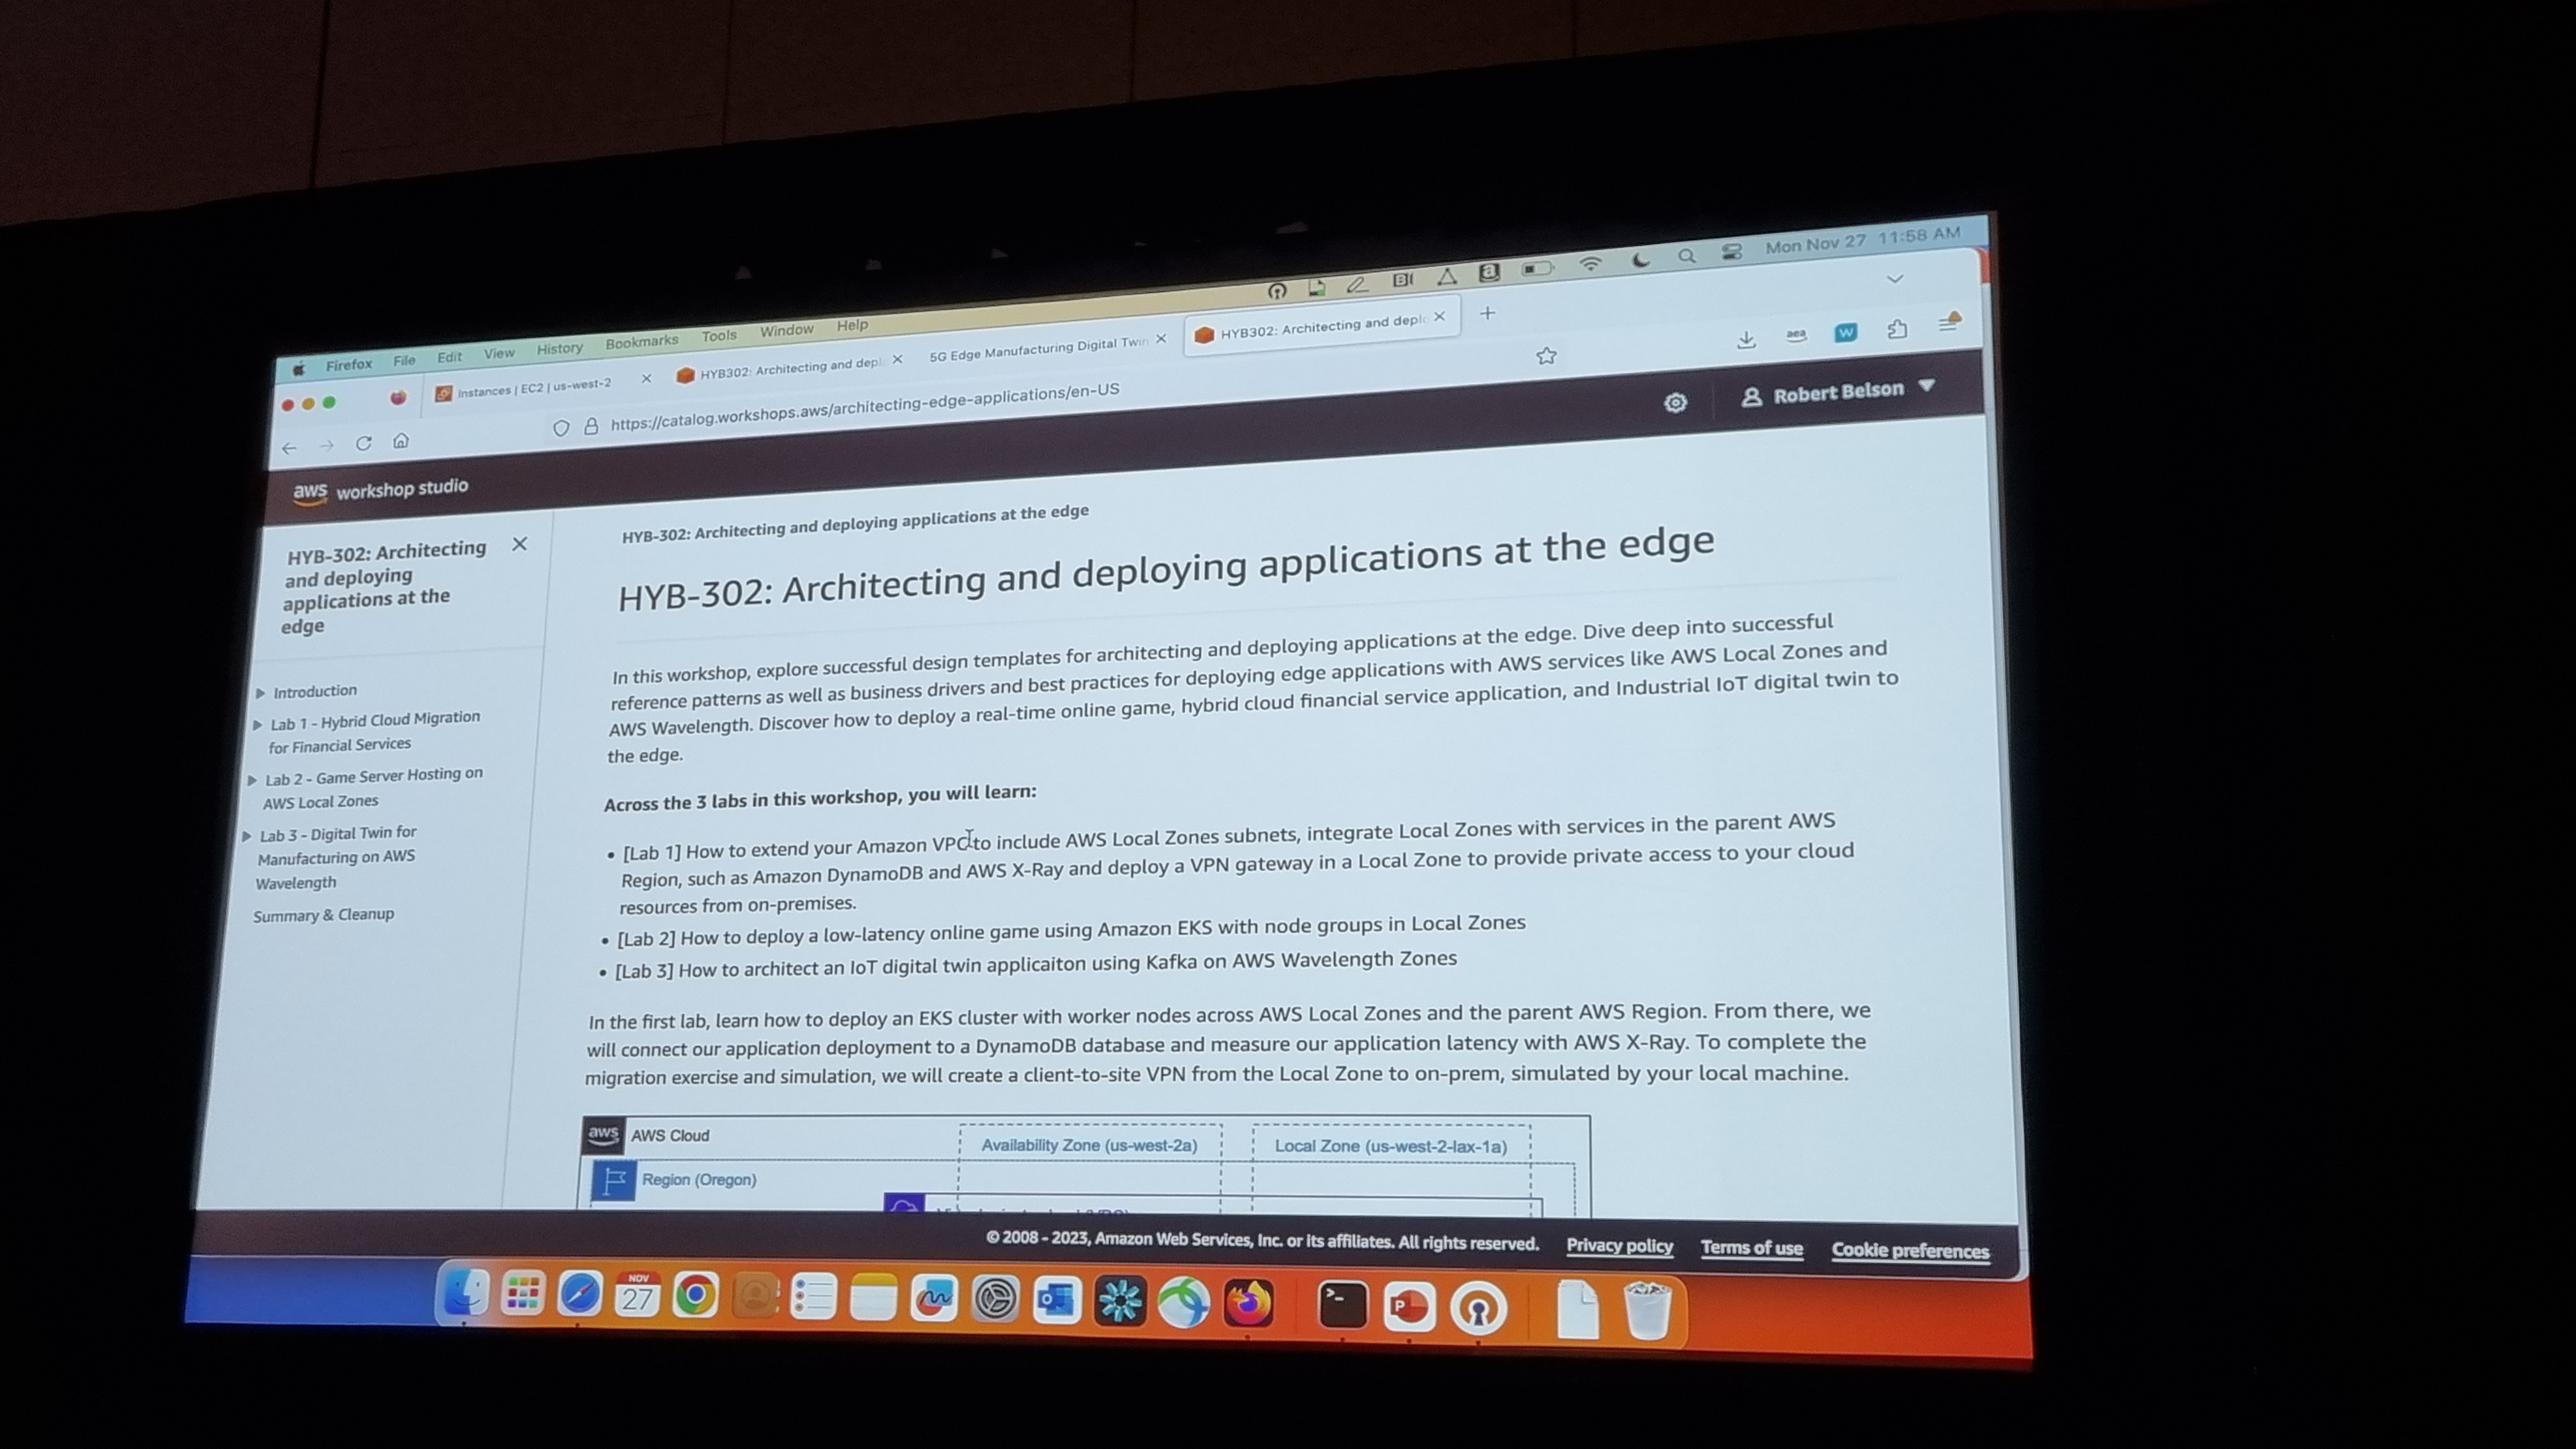 Mon Nov 27 11:58 AM
Firefox File Edit View History Bookmarks Tools Window Help
Instances | EC2 | us-west-2
HYB302: Architecting and depl
5G Edge Manufacturing Digital Twin
HYB302: Architecting and deplo
https://catalog.workshops.aws/architecting-edge-applications/en-US
aws workshop studio
Robert Belson
HYB-302: Architecting
and deploying
applications at the
edge
Introduction
Lab 1 - Hybrid Cloud Migration
for Financial Services
Lab 2 - Game Server Hosting on
AWS Local Zones
Lab 3 - Digital Twin for
Manufacturing on AWS
Wavelength
Summary & Cleanup
HYB-302: Architecting and deploying applications at the edge
HYB-302: Architecting and deploying applications at the edge
In this workshop, explore successful design templates for architecting and deploying applications at the edge. Dive deep into successful
reference patterns as well as business drivers and best practices for deploying edge applications with AWS services like AWS Local Zones and
AWS Wavelength. Discover how to deploy a real-time online game, hybrid cloud financial service application, and Industrial IoT digital twin to
the edge.
Across the 3 labs in this workshop, you will learn:
• [Lab 1] How to extend your Amazon VPC to include AWS Local Zones subnets, integrate Local Zones with services in the parent AWS
Region, such as Amazon DynamoDB and AWS X-Ray and deploy a VPN gateway in a Local Zone to provide private access to your cloud
resources from on-premises.
• [Lab 2] How to deploy a low-latency online game using Amazon EKS with node groups in Local Zones
• [Lab 3] How to architect an IoT digital twin applicaiton using Kafka on AWS Wavelength Zones
In the first lab, learn how to deploy an EKS cluster with worker nodes across AWS Local Zones and the parent AWS Region. From there, we
will connect our application deployment to a DynamoDB database and measure our application latency with AWS X-Ray. To complete the
migration exercise and simulation, we will create a client-to-site VPN from the Local Zone to on-prem, simulated by your local machine.
aws AWS Cloud
Availability Zone (us-west-2a)
Local Zone (us-west-2-lax-1a)
Region (Oregon)
© 2008 - 2023, Amazon Web Services, Inc. or its affiliates. All rights reserved. Privacy policy Terms of use Cookie preferences
NOV
27